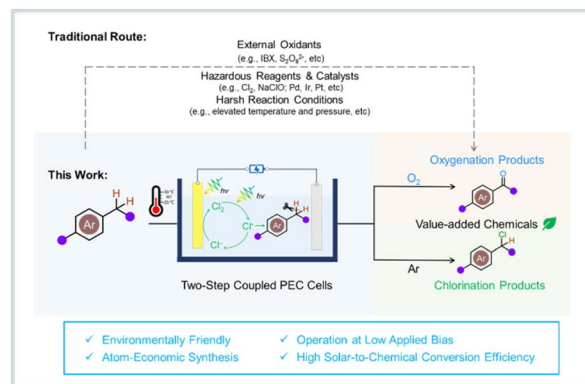 Traditional Route:
External Oxidants
(e.g., IBX, S₂O₈²⁻, etc)
Hazardous Reagents & Catalysts
(e.g., Cl₂, NaClO; Pd, Ir, Pt, etc)
Harsh Reaction Conditions
(e.g., elevated temperature and pressure, etc)
This Work:
Oxygenation Products
H
H
Ar
hν
hν
Cl₂
Cl•
Cl⁻
H
H
Ar
O₂
O
Ar
Value-added Chemicals
Ar
Cl
H
Ar
Two-Step Coupled PEC Cells
Chlorination Products
✓ Environmentally Friendly
✓ Operation at Low Applied Bias
✓ Atom-Economic Synthesis
✓ High Solar-to-Chemical Conversion Efficiency